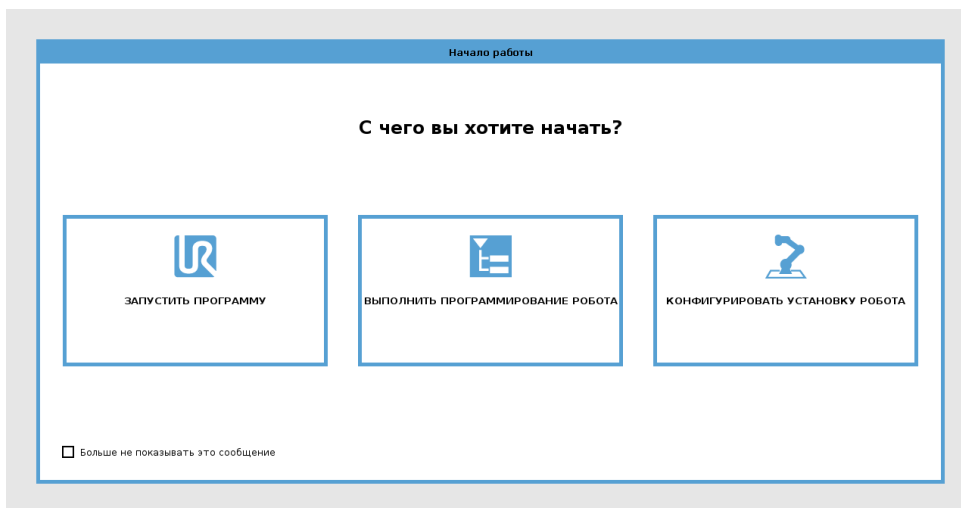 Начало работы
С чего вы хотите начать?
ЗАПУСТИТЬ ПРОГРАММУ
ВЫПОЛНИТЬ ПРОГРАММИРОВАНИЕ РОБОТА
КОНФИГУРИРОВАТЬ УСТАНОВКУ РОБОТА
Больше не показывать это сообщение